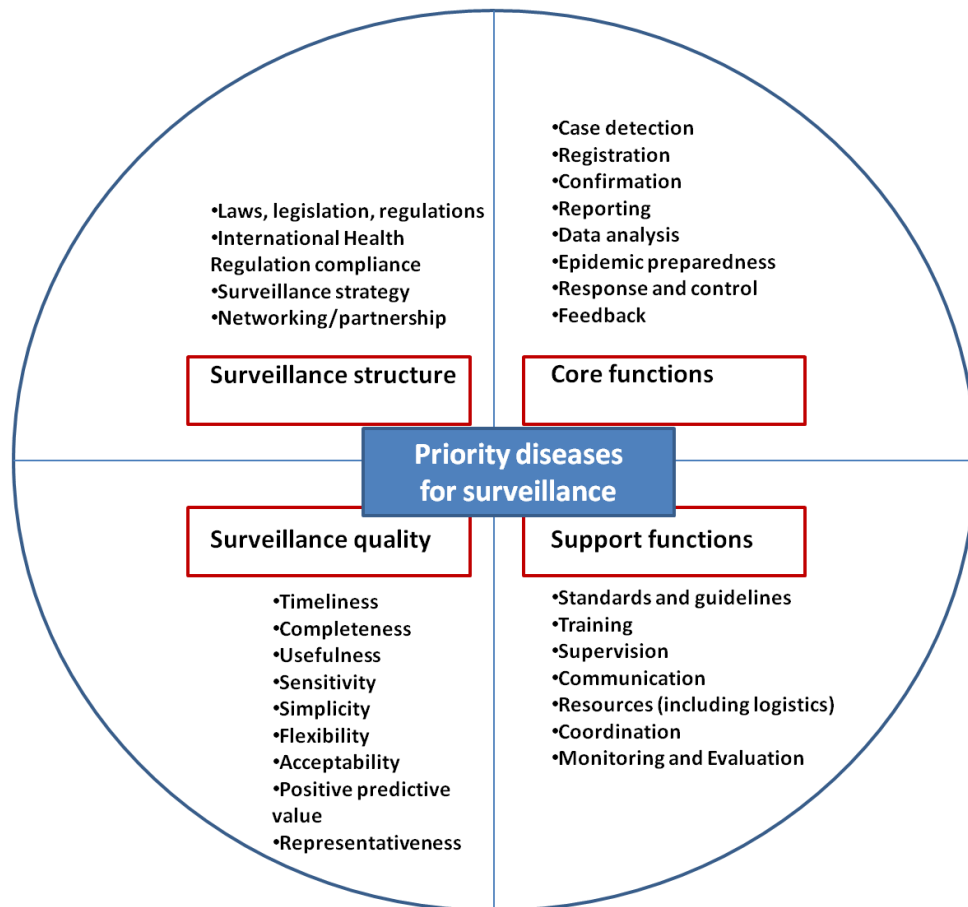 •Laws, legislation, regulations
•International Health
Regulation compliance
•Surveillance strategy
•Networking/partnership
Surveillance structure
•Case detection
•Registration
•Confirmation
•Reporting
•Data analysis
•Epidemic preparedness
•Response and control
•Feedback
Core functions
Priority diseases
for surveillance
Surveillance quality
•Timeliness
•Completeness
•Usefulness
•Sensitivity
•Simplicity
•Flexibility
•Acceptability
•Positive predictive
value
•Representativeness
Support functions
•Standards and guidelines
•Training
•Supervision
•Communication
•Resources (including logistics)
•Coordination
•Monitoring and Evaluation